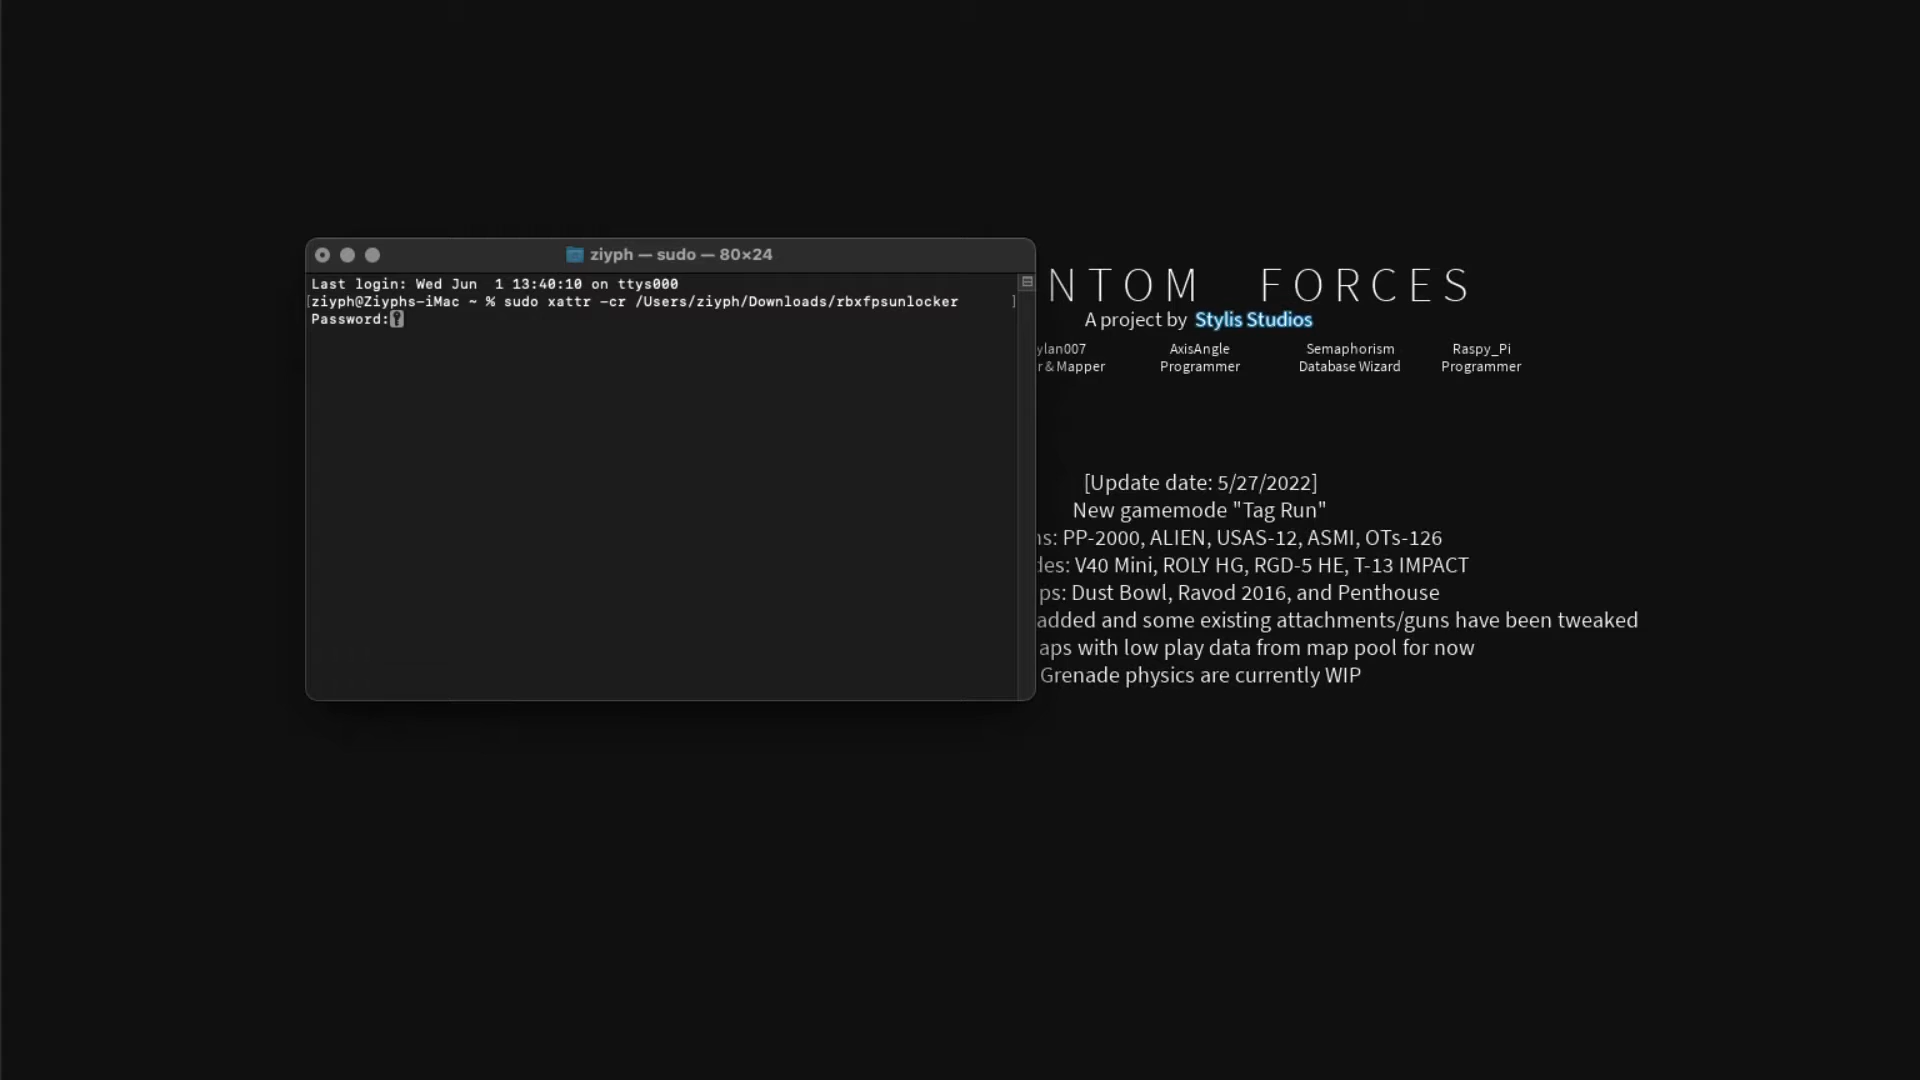 ziyph — sudo — 80×24
Last login: Wed Jun  1 13:40:10 on ttys000
[ziyph@Ziyphs-iMac ~ % sudo xattr -cr /Users/ziyph/Downloads/rbxfpsunlocker ]
Password:
NTOM FORCES
A project by Stylis Studios
ylan007 AxisAngle Semaphorism Raspy_Pi
r & Mapper Programmer Database Wizard Programmer
[Update date: 5/27/2022]
New gamemode "Tag Run"
ns: PP-2000, ALIEN, USAS-12, ASMI, OTs-126
des: V40 Mini, ROLY HG, RGD-5 HE, T-13 IMPACT
ps: Dust Bowl, Ravod 2016, and Penthouse
added and some existing attachments/guns have been tweaked
aps with low play data from map pool for now
Grenade physics are currently WIP